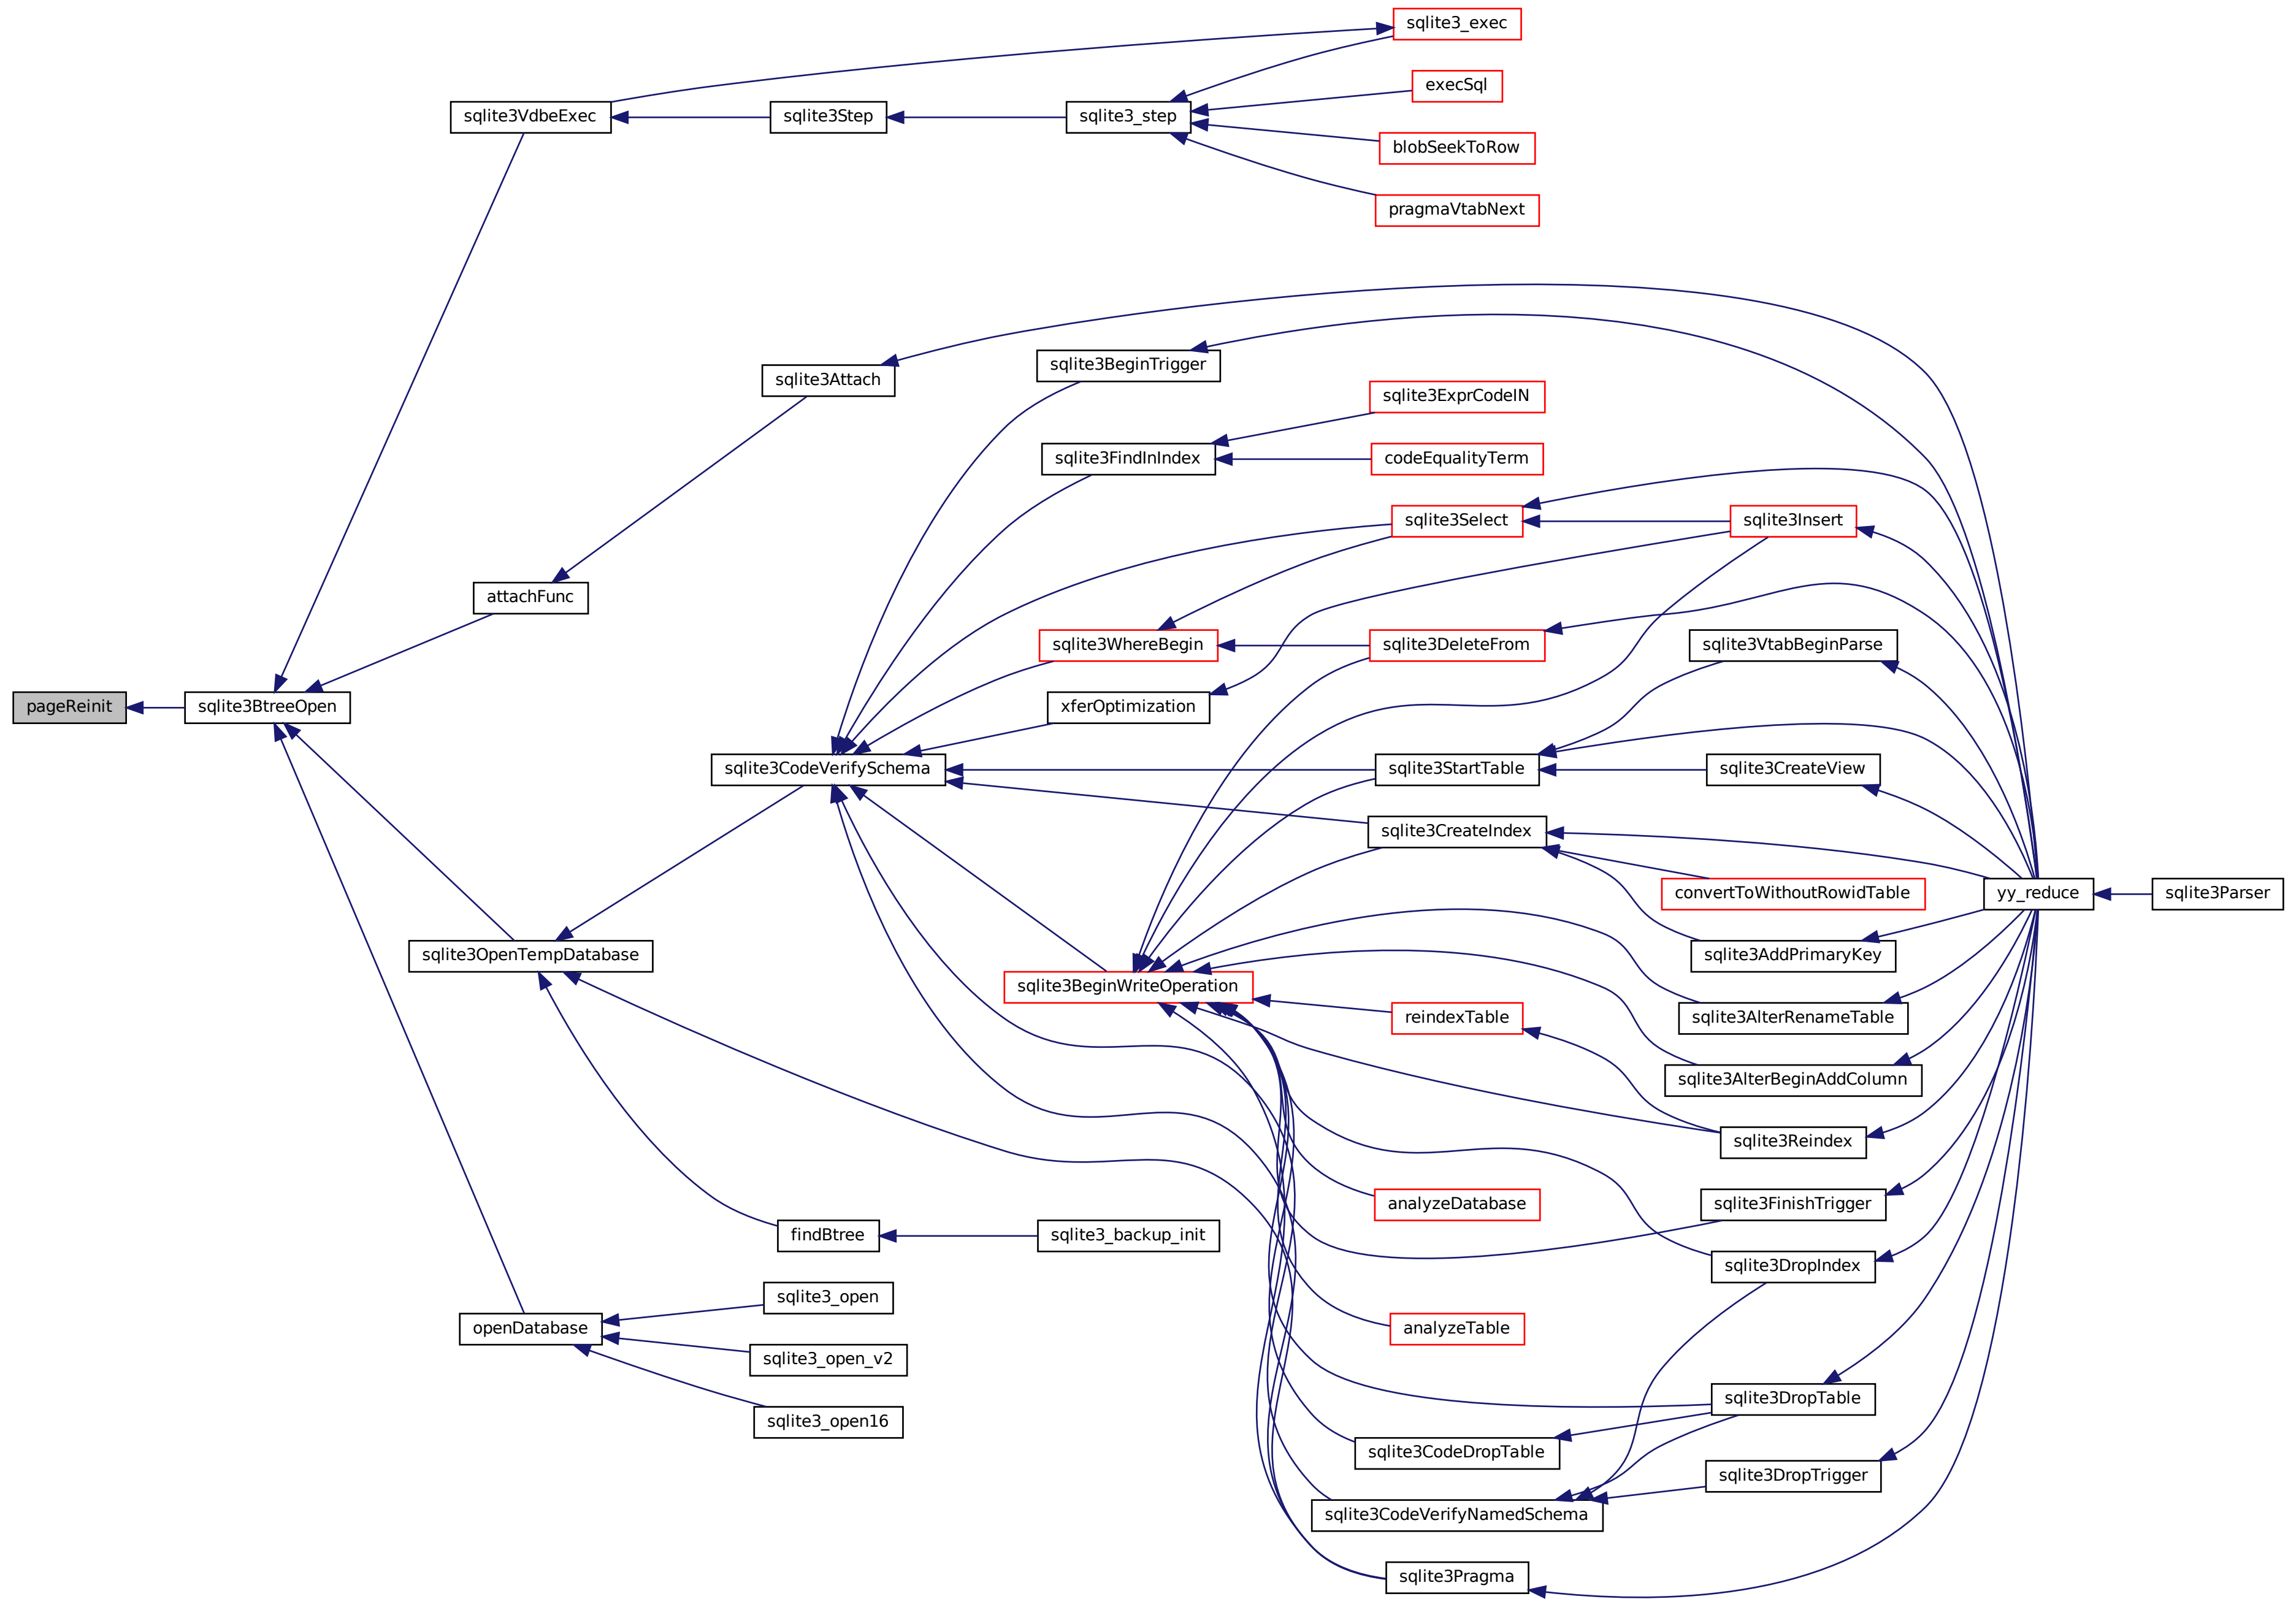 sqlite3_exec
execSql
sqlite3VdbeExec
sqlite3Step
sqlite3_step
blobSeekToRow
pragmaVtabNext
sqlite3BeginTrigger
sqlite3Attach
sqlite3ExprCodeIN
sqlite3FindInIndex
codeEqualityTerm
sqlite3Select
sqlite3Insert
attachFunc
sqlite3WhereBegin
sqlite3DeleteFrom
sqlite3VtabBeginParse
pageReinit
sqlite3BtreeOpen
xferOptimization
sqlite3CodeVerifySchema
sqlite3StartTable
sqlite3CreateView
sqlite3CreateIndex
convertToWithoutRowidTable
yy_reduce
sqlite3Parser
sqlite3OpenTempDatabase
sqlite3AddPrimaryKey
sqlite3BeginWriteOperation
reindexTable
sqlite3AlterRenameTable
sqlite3AlterBeginAddColumn
sqlite3Reindex
analyzeDatabase
sqlite3FinishTrigger
findBtree
sqlite3_backup_init
sqlite3DropIndex
sqlite3_open
openDatabase
analyzeTable
sqlite3_open_v2
sqlite3DropTable
sqlite3_open16
sqlite3CodeDropTable
sqlite3DropTrigger
sqlite3CodeVerifyNamedSchema
sqlite3Pragma